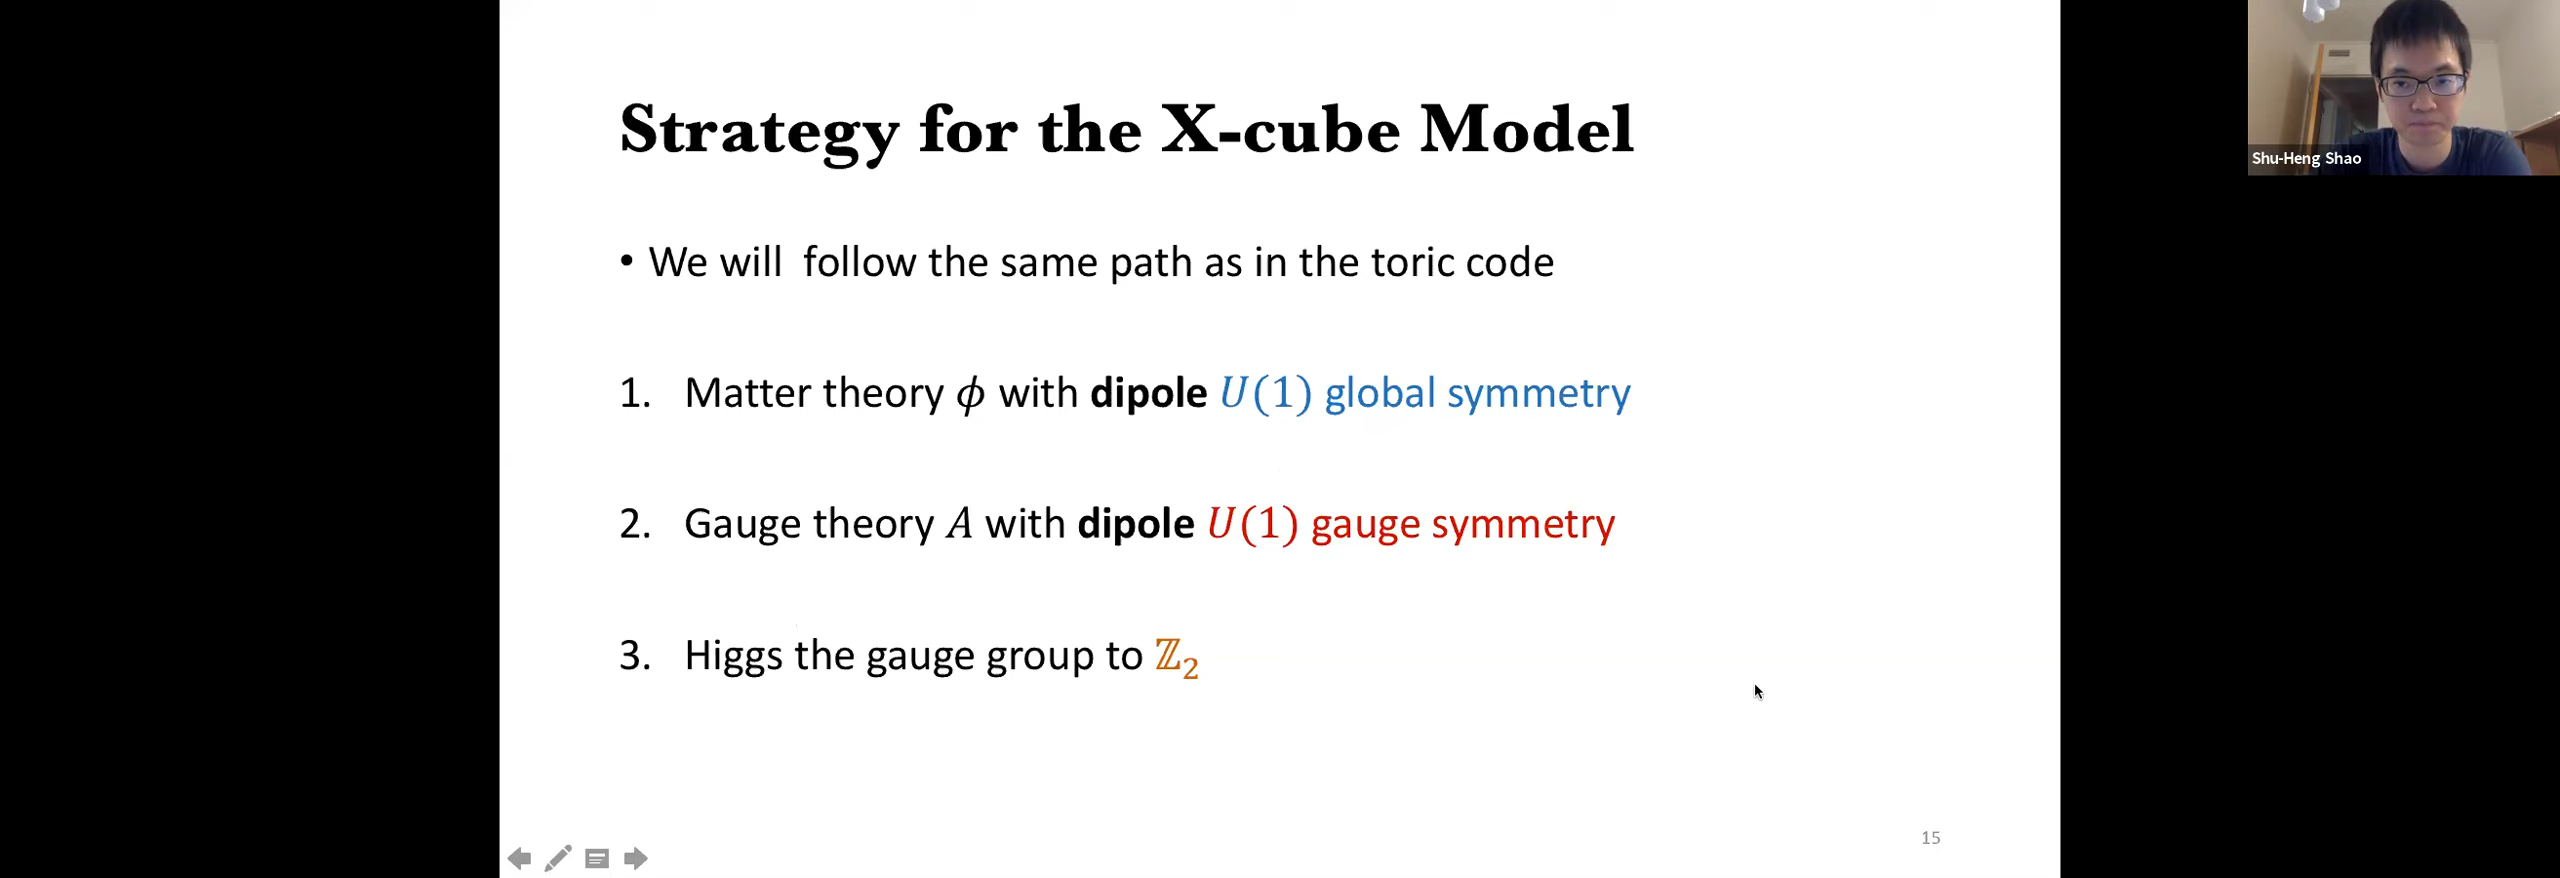 Strategy for the X-cube Model
• We will follow the same path as in the toric code
1. Matter theory ϕ with dipole U(1) global symmetry
2. Gauge theory A with dipole U(1) gauge symmetry
3. Higgs the gauge group to ℤ₂
15
Shu-Heng Shao